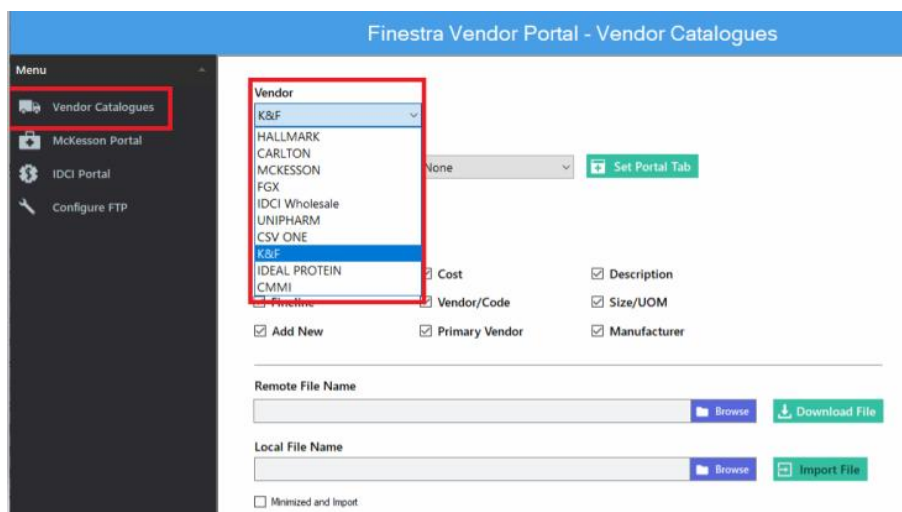 Finestra Vendor Portal - Vendor Catalogues
Menu
Vendor Catalogues
McKesson Portal
IDCI Portal
Configure FTP
Vendor
K&F
HALLMARK
CARLTON
MCKESSON
FGX
IDCI Wholesale
UNIPHARM
CSV ONE
K&F
IDEAL PROTEIN
CMMI
None
Set Portal Tab
Cost
Description
Fineline
Vendor/Code
Size/UOM
Add New
Primary Vendor
Manufacturer
Remote File Name
Browse
Download File
Local File Name
Browse
Import File
Minimized and Import